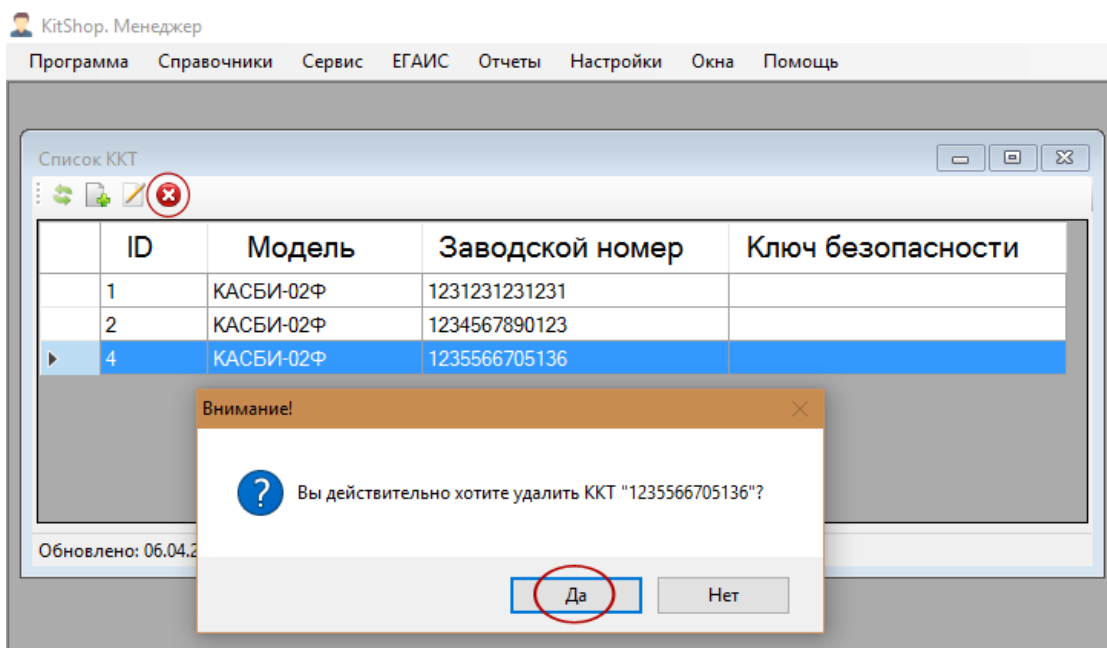 KitShop. Менеджер
Программа Справочники Сервис ЕГАИС Отчеты Настройки Окна Помощь
Список ККТ
ID Модель Заводской номер Ключ безопасности
1 КАСБИ-02Ф 1231231231231
2 КАСБИ-02Ф 1234567890123
4 КАСБИ-02Ф 1235566705136
Внимание!
Вы действительно хотите удалить ККТ "1235566705136"?
Обновлено: 06.04.2
Да Нет